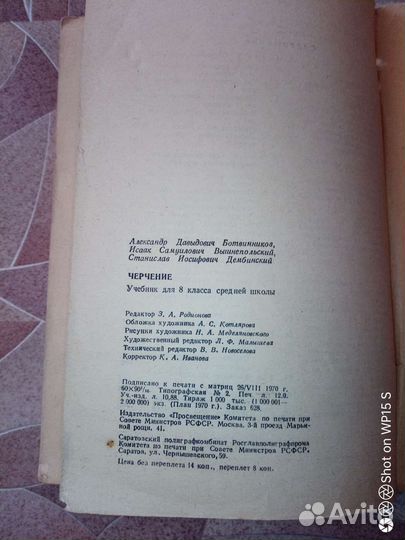 Александр Давыдович Ботвинников,
Исаак Самуилович Вышнепольский,
Станислав Иосифович Дембинский
ЧЕРЧЕНИЕ
Учебник для 8 класса средней школы
Редактор З. А. Родионова
Обложка художника А. С. Котлярова
Рисунки художника Н. А. Меделяновского
Художественный редактор Л. Ф. Малышева
Технический редактор В. В. Новоселова
Корректор К. А. Иванова
Подписано к печати с матриц 26/VIII 1970 г.
60×90¹/₁₆ Типографская № 2. Печ. л. 12.0.
Уч.-изд. л. 10, 88. Тираж 1 000 тыс. (1 000 001—
2 000 000) экз. (План 1970 г.). Заказ 628.
Издательство «Просвещение» Комитета по печати при
Совете Министров РСФСР. Москва. 3-й проезд Марьи-
ной рощи, 41.
Саратовский полиграфкомбинат Росглавполиграфпрома
Комитета по печати при Совете Министров РСФСР.
Саратов, ул. Чернышевского, 59.
Цена без переплета 14 коп., переплет 8 коп.
Shot on WP15 S
Avito